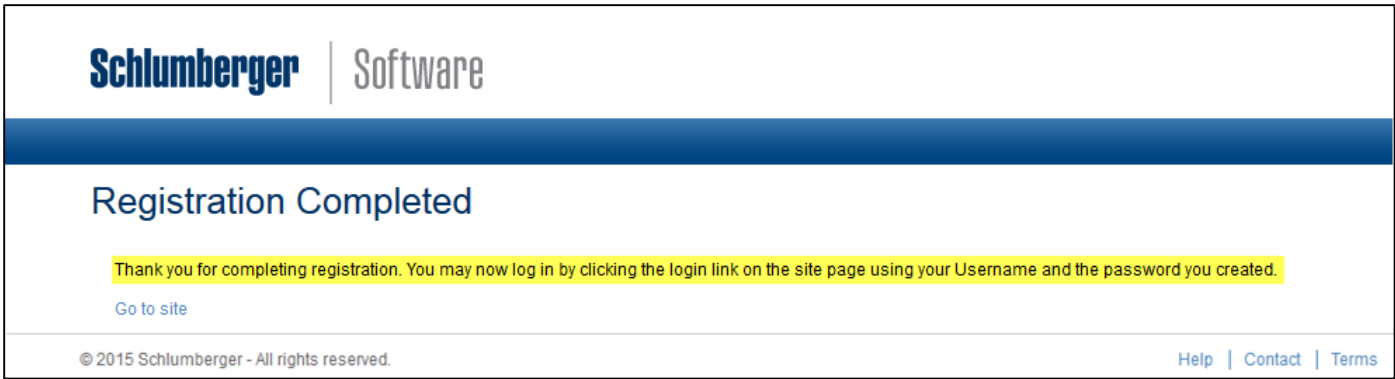 Schlumberger | Software
Registration Completed
Thank you for completing registration. You may now log in by clicking the login link on the site page using your Username and the password you created.
Go to site
© 2015 Schlumberger - All rights reserved. Help | Contact | Terms